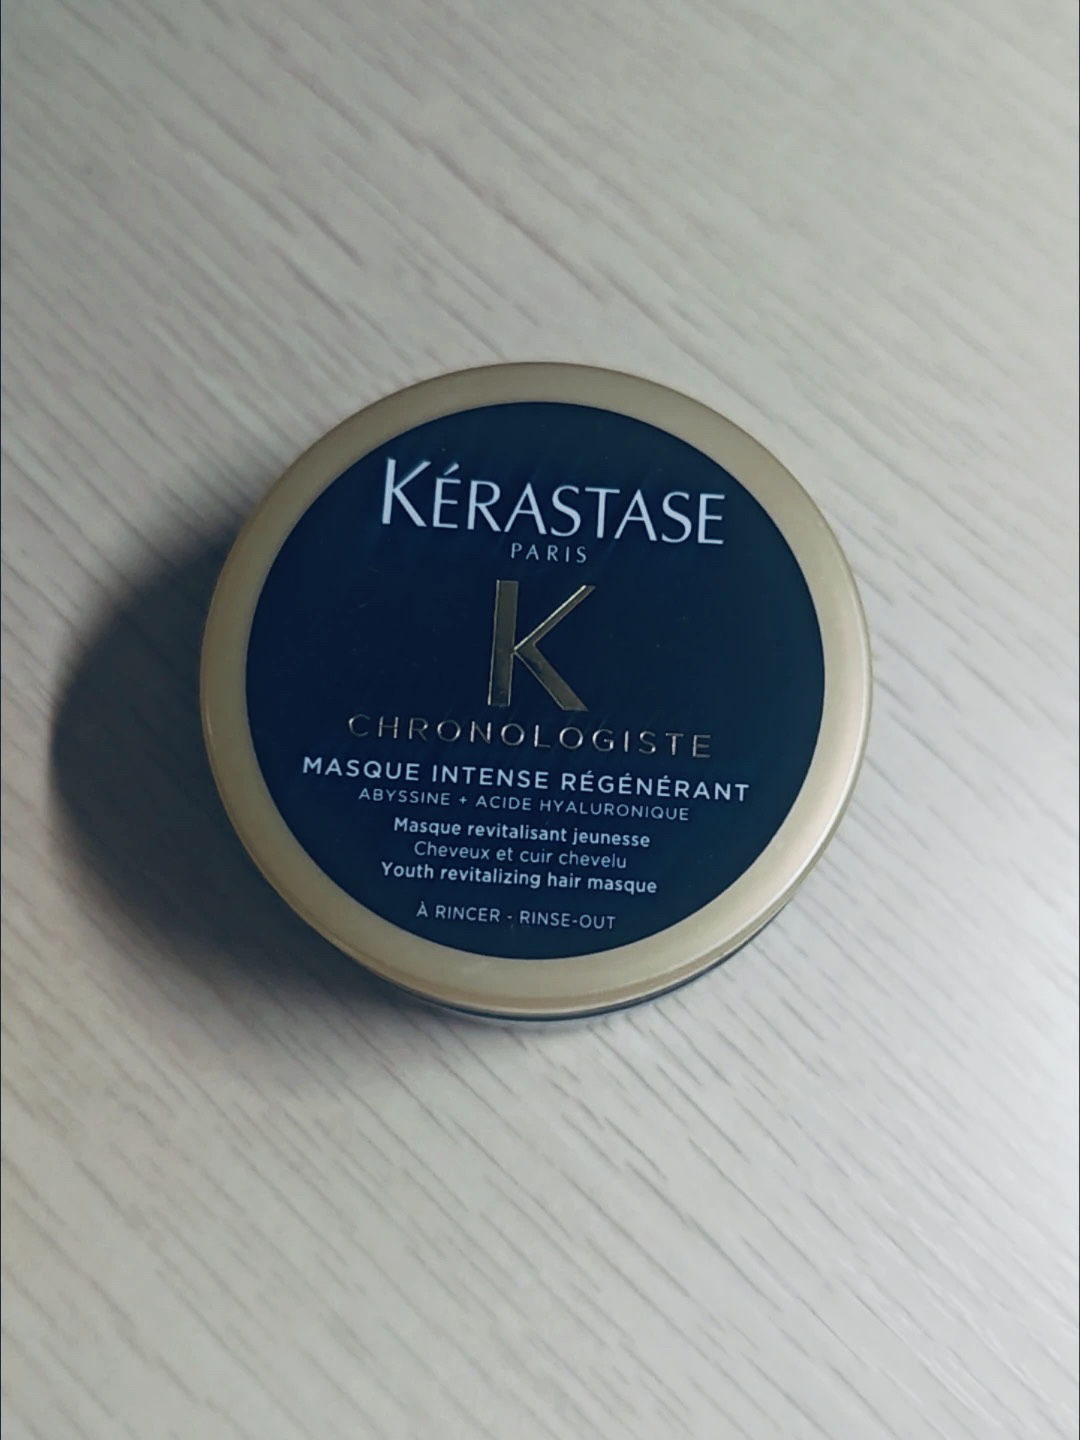 KÉRASTASE
PARIS
K
CHRONOLOGISTE
MASQUE INTENSE RÉGÉNÉRANT
ABYSSINE + ACIDE HYALURONIQUE
Masque revitalisant jeunesse
Cheveux et cuir chevelu
Youth revitalizing hair masque
À RINCER - RINSE-OUT